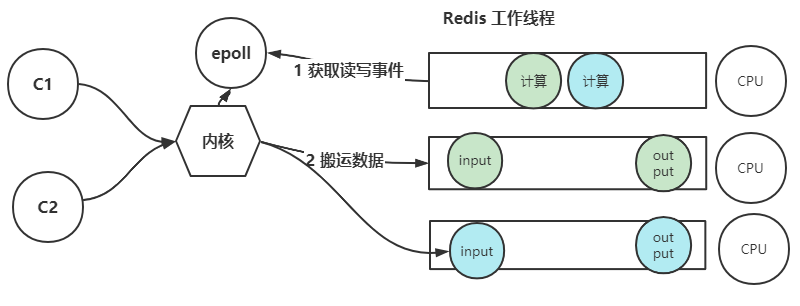 Redis 工作线程
epoll
1 获取读写事件
计算
计算
CPU
C1
内核
2 搬运数据
input
out
put
CPU
C2
input
out
put
CPU